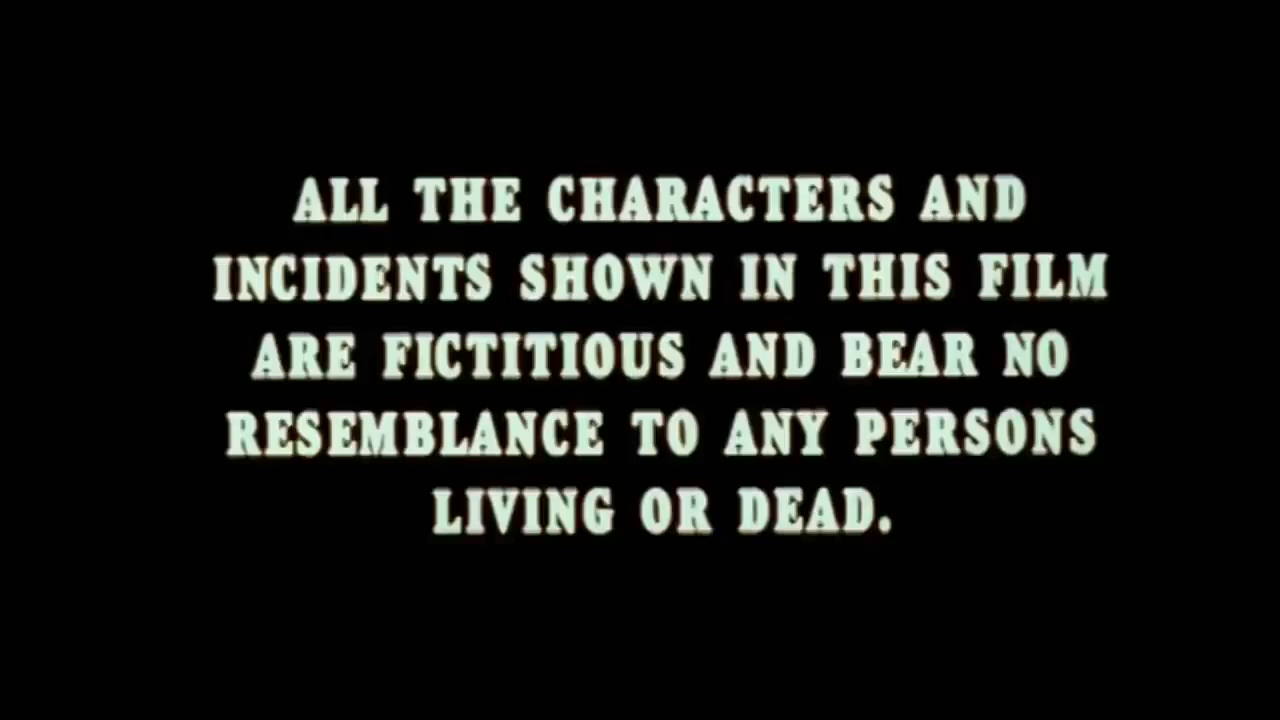 ALL THE CHARACTERS AND
INCIDENTS SHOWN IN THIS FILM
ARE FICTITIOUS AND BEAR NO
RESEMBLANCE TO ANY PERSONS
LIVING OR DEAD.